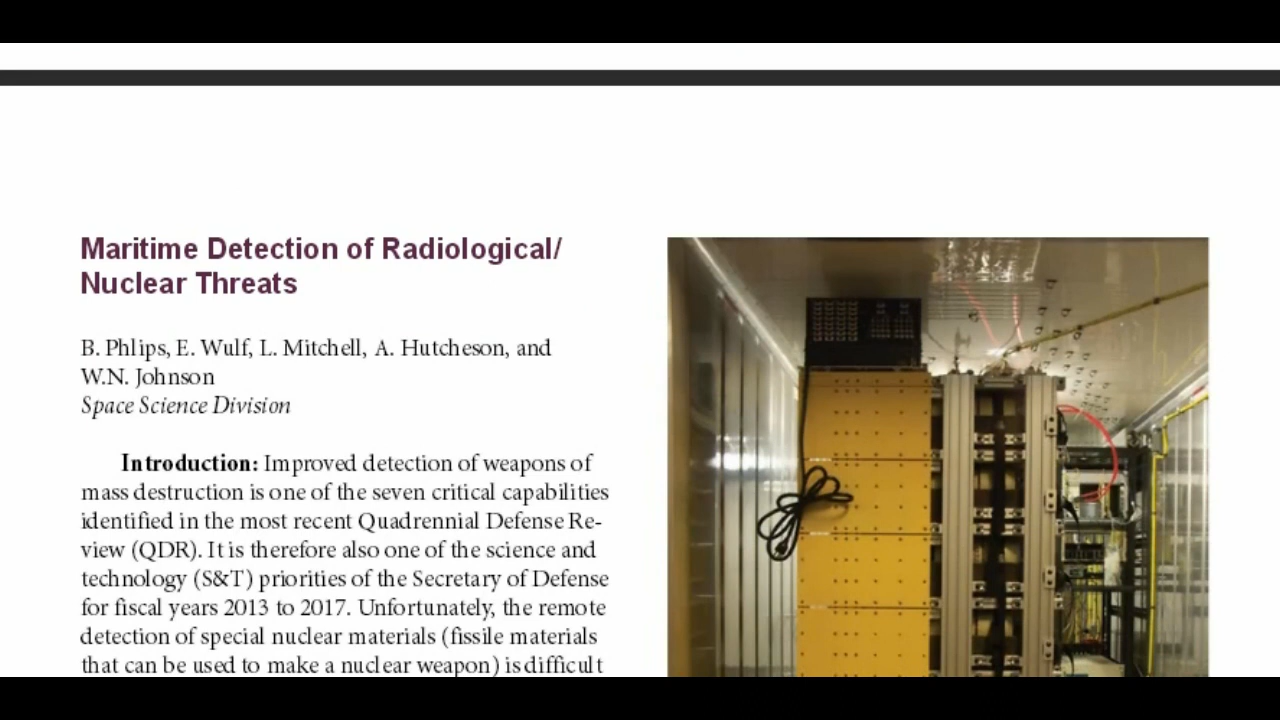 Maritime Detection of Radiological/
Nuclear Threats
B. Phlips, E. Wulf, L. Mitchell, A. Hutcheson, and
W.N. Johnson
Space Science Division
Introduction: Improved detection of weapons of
mass destruction is one of the seven critical capabilities
identified in the most recent Quadrennial Defense Re-
view (QDR). It is therefore also one of the science and
technology (S&T) priorities of the Secretary of Defense
for fiscal years 2013 to 2017. Unfortunately, the remote
detection of special nuclear materials (fissile materials
that can be used to make a nuclear weapon) is difficult